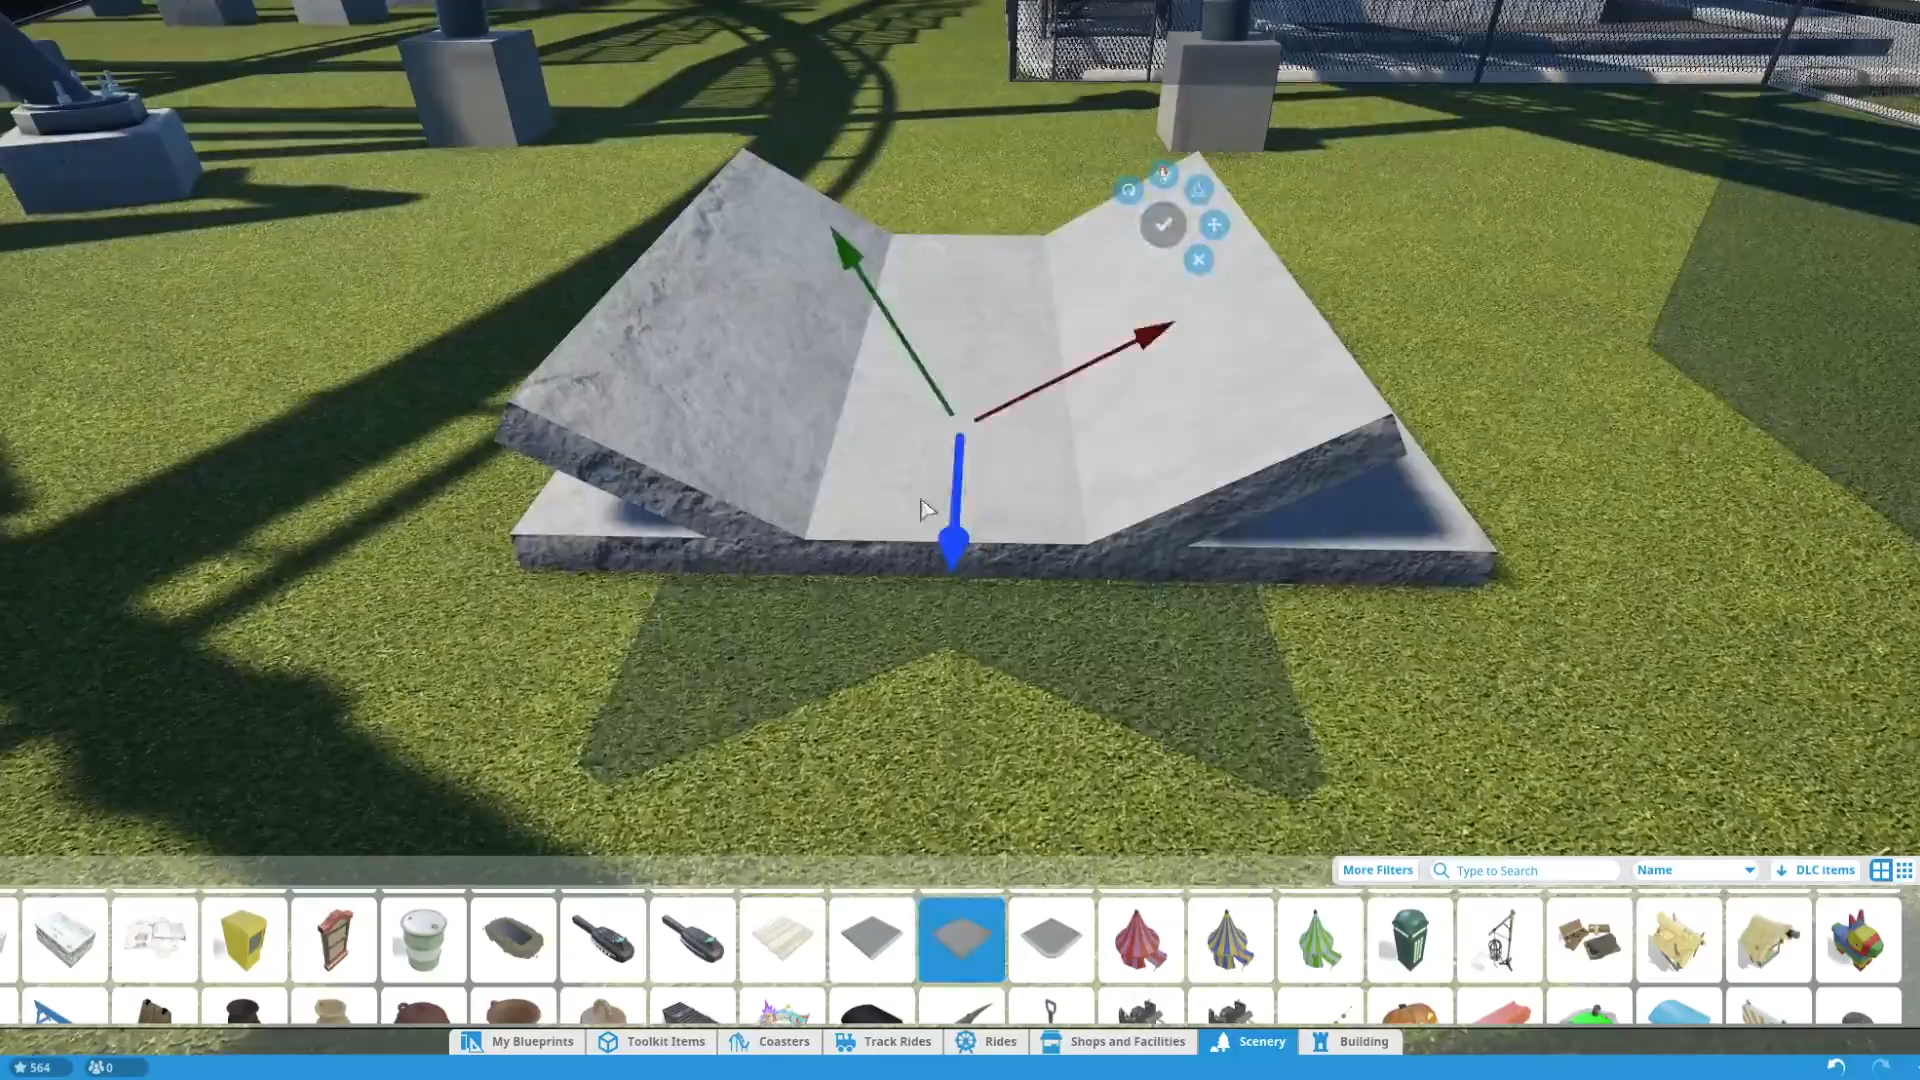 More Filters
Type to Search
Name
DLC items
My Blueprints
Toolkit Items
Coasters
Track Rides
Rides
Shops and Facilities
Scenery
Building
564
0